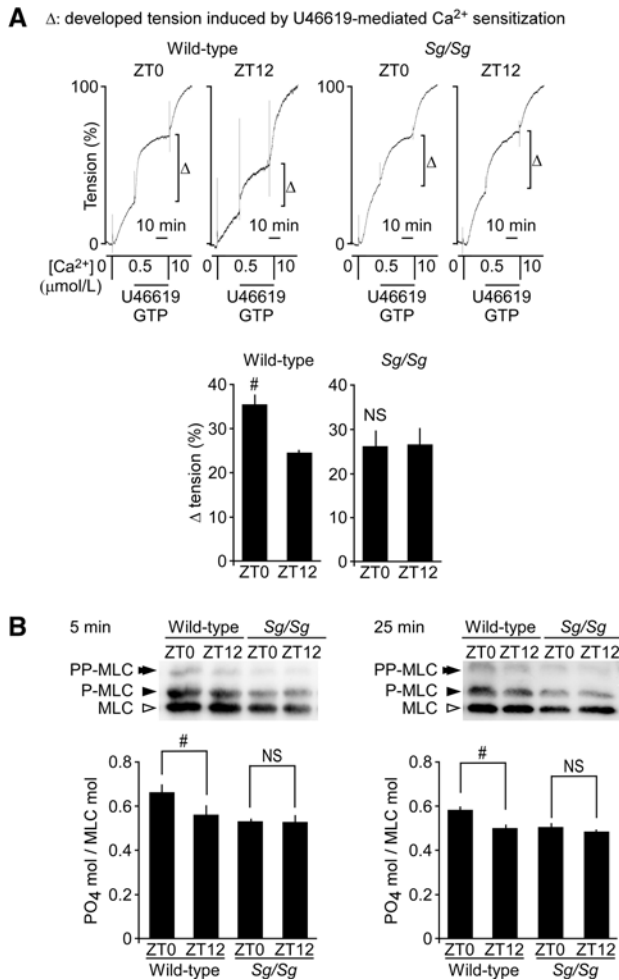 A Δ: developed tension induced by U46619-mediated Ca²⁺ sensitization
Wild-type Sg/Sg
ZT0 ZT12 ZT0 ZT12
100 100
Tension (%)
Δ Δ Δ Δ
10 min 10 min 10 min 10 min
0 0
[Ca²⁺] 0 0.5 10 0 0.5 10 0 0.5 10 0 0.5 10
(μmol/L)
U46619 U46619 U46619 U46619
GTP GTP GTP GTP
Wild-type Sg/Sg
Δ tension (%)
40 # 40
30 30 NS
20 20
10 10
0 0
ZT0 ZT12 ZT0 ZT12
B 5 min Wild-type Sg/Sg
ZT0 ZT12 ZT0 ZT12
PP-MLC
P-MLC
MLC
PO₄ mol / MLC mol
0.8 # NS
0.6
0.4
0.2
0
ZT0 ZT12 ZT0 ZT12
Wild-type Sg/Sg
25 min Wild-type Sg/Sg
ZT0 ZT12 ZT0 ZT12
PP-MLC
P-MLC
MLC
PO₄ mol / MLC mol
0.8 # NS
0.6
0.4
0.2
0
ZT0 ZT12 ZT0 ZT12
Wild-type Sg/Sg